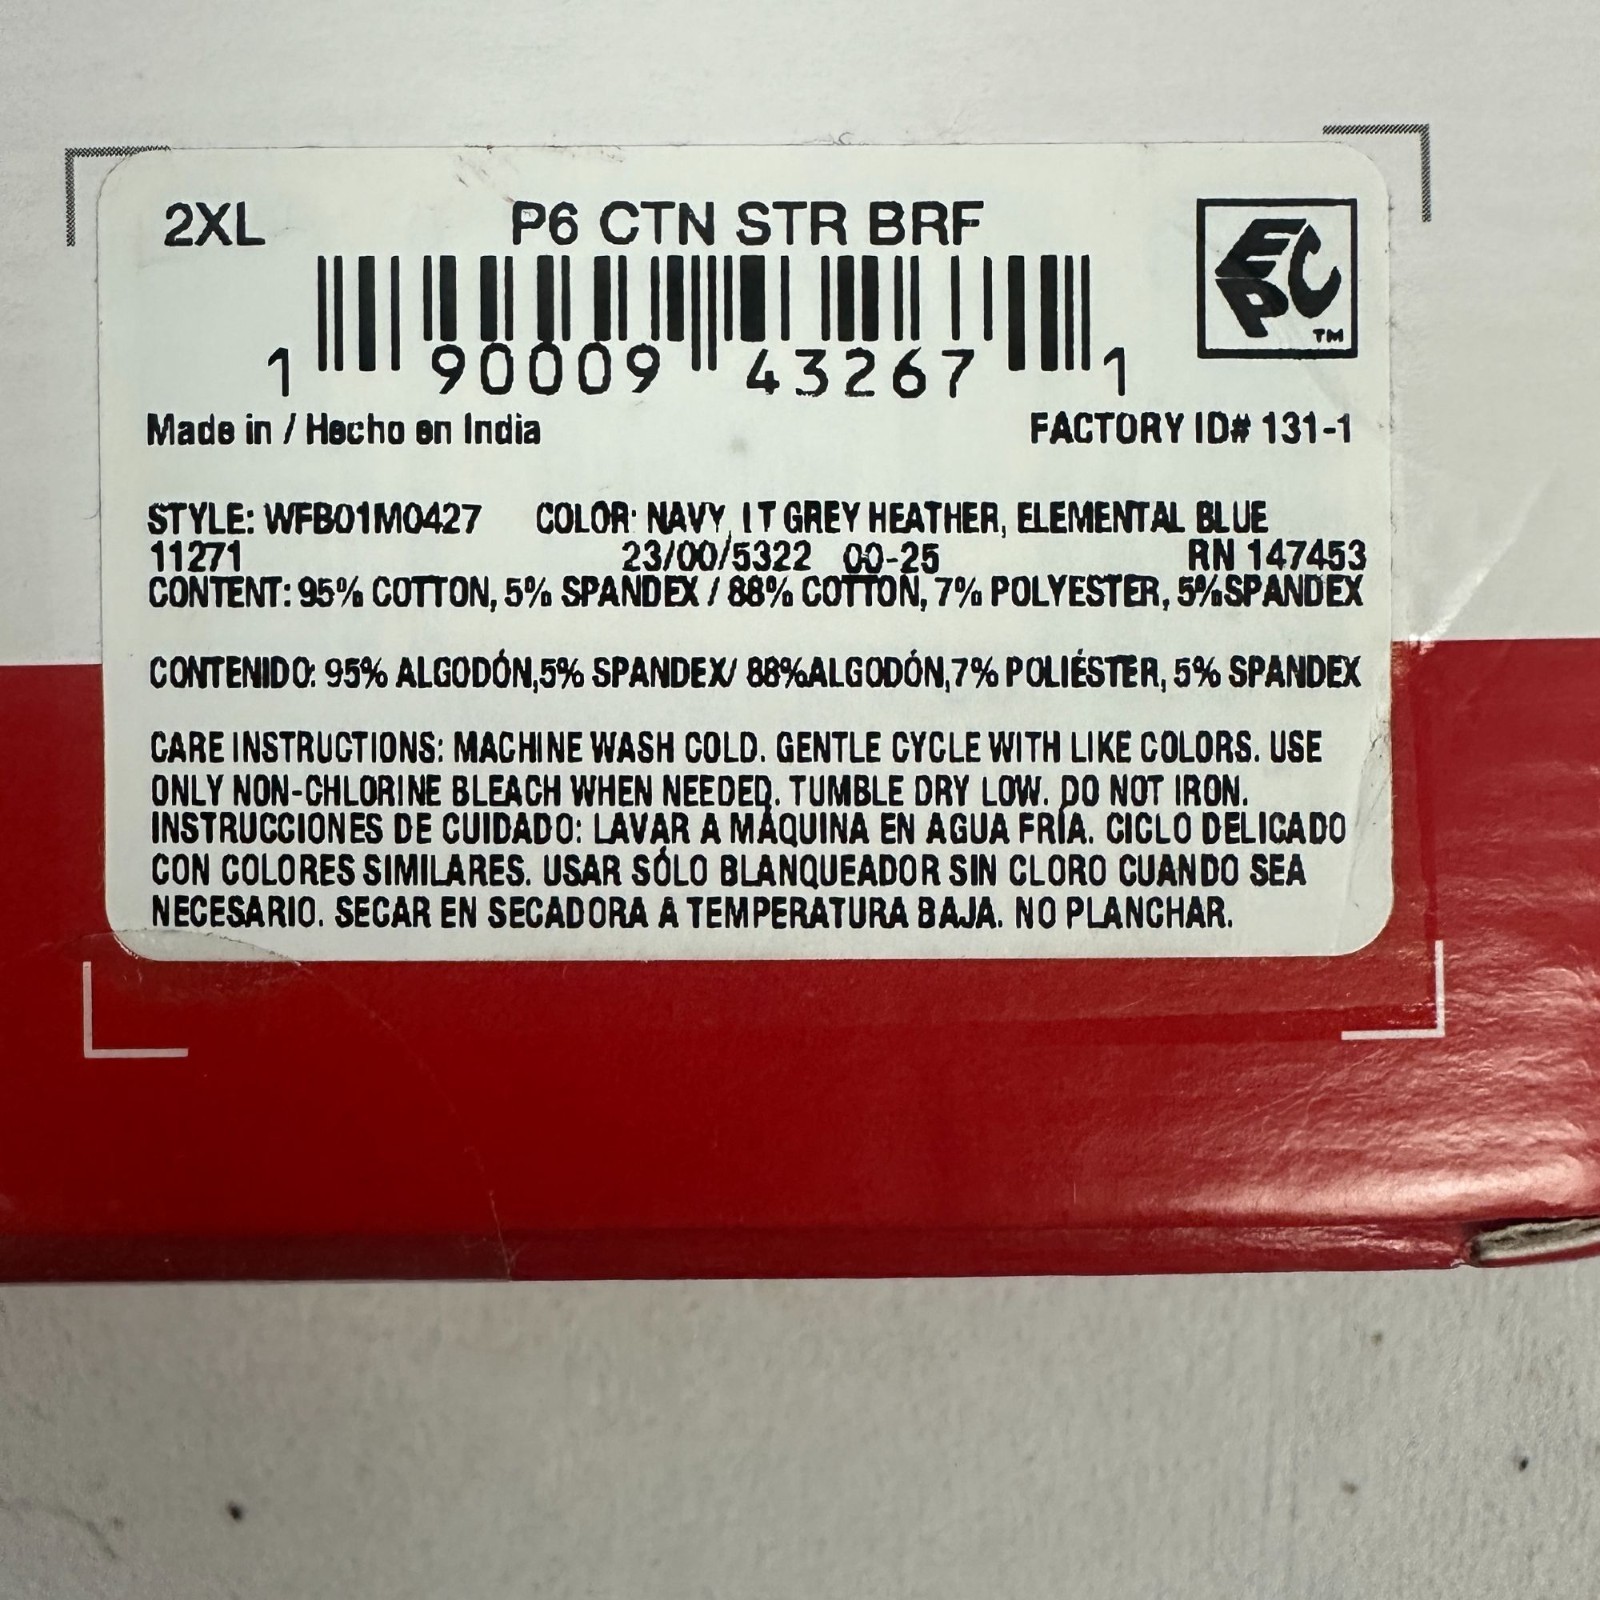 2XL P6 CTN STR BRF
EPC TM
1 90009 43267 1
Made in / Hecho en India FACTORY ID# 131-1
STYLE: WFB01M0427 COLOR: NAVY, LT GREY HEATHER, ELEMENTAL BLUE
11271 23/00/5322 00-25 RN 147453
CONTENT: 95% COTTON, 5% SPANDEX / 88% COTTON, 7% POLYESTER, 5%SPANDEX
CONTENIDO: 95% ALGODÓN,5% SPANDEX/ 88%ALGODÓN,7% POLIÉSTER, 5% SPANDEX
CARE INSTRUCTIONS: MACHINE WASH COLD. GENTLE CYCLE WITH LIKE COLORS. USE
ONLY NON-CHLORINE BLEACH WHEN NEEDED. TUMBLE DRY LOW. DO NOT IRON.
INSTRUCCIONES DE CUIDADO: LAVAR A MÁQUINA EN AGUA FRÍA. CICLO DELICADO
CON COLORES SIMILARES. USAR SÓLO BLANQUEADOR SIN CLORO CUANDO SEA
NECESARIO. SECAR EN SECADORA A TEMPERATURA BAJA. NO PLANCHAR.